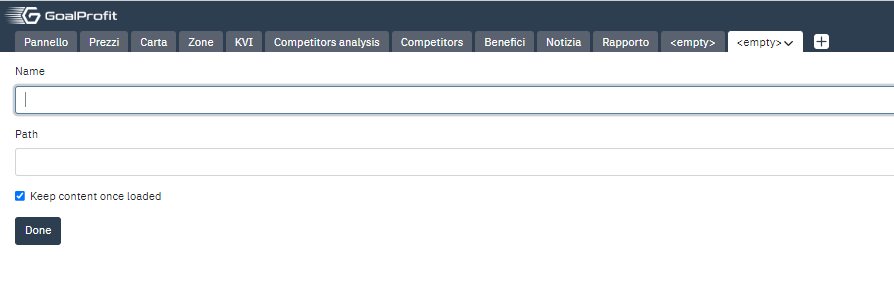 GoalProfit
Pannello Prezzi Carta Zone KVI Competitors analysis Competitors Benefici Notizia Rapporto <empty> <empty>
Name
Path
Keep content once loaded
Done